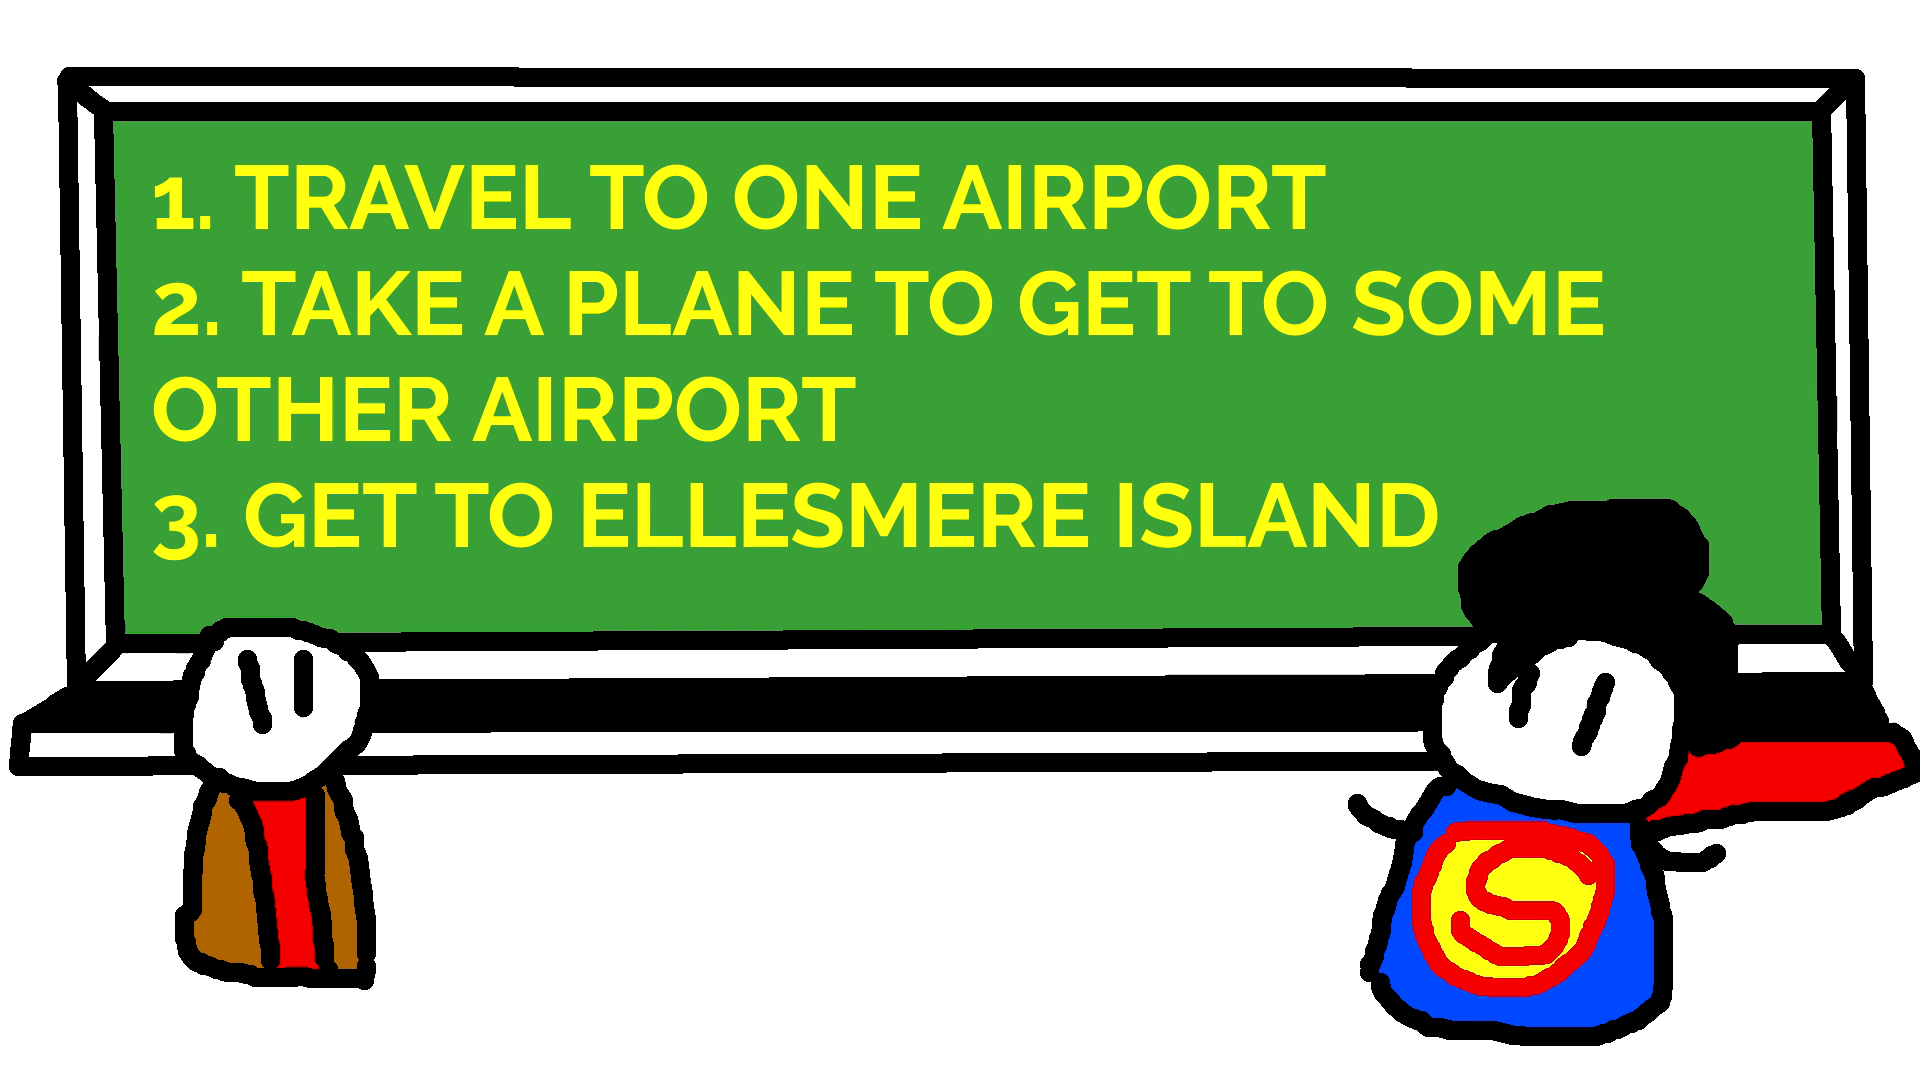 1. TRAVEL TO ONE AIRPORT
2. TAKE A PLANE TO GET TO SOME
OTHER AIRPORT
3. GET TO ELLESMERE ISLAND
S